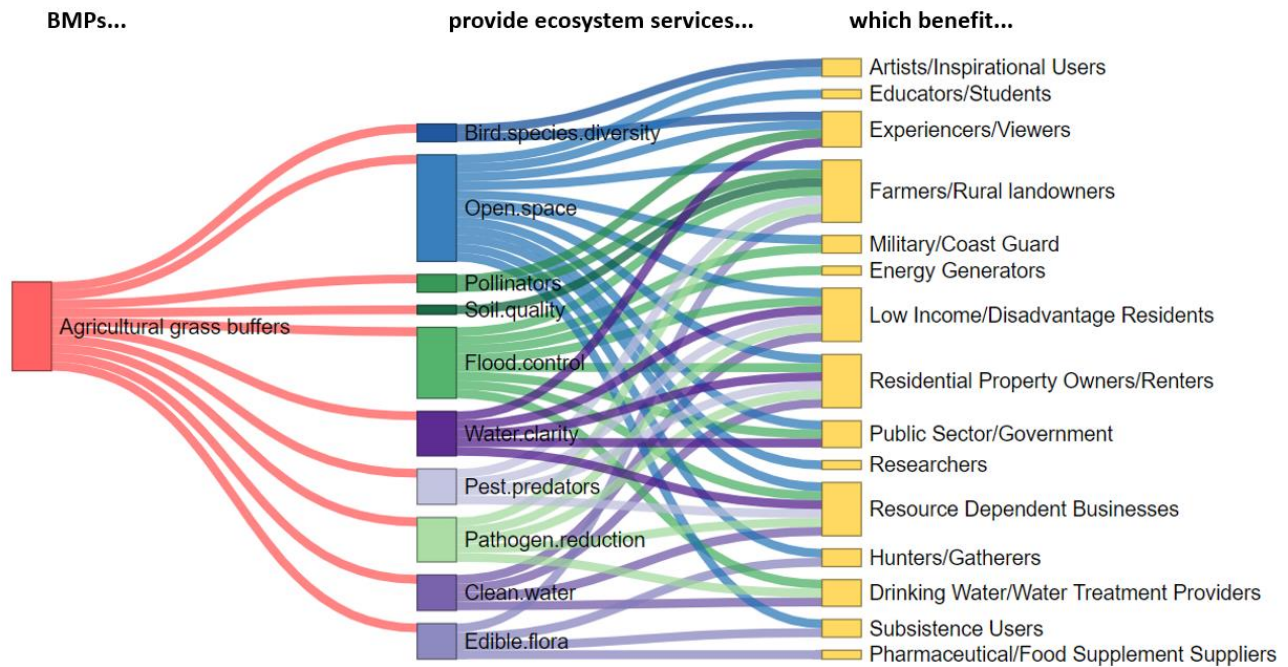 BMPs...
provide ecosystem services...
which benefit...
Agricultural grass buffers
Bird.species.diversity
Open.space
Pollinators
Soil.quality
Flood.control
Water.clarity
Pest.predators
Pathogen.reduction
Clean.water
Edible.flora
Artists/Inspirational Users
Educators/Students
Experiencers/Viewers
Farmers/Rural landowners
Military/Coast Guard
Energy Generators
Low Income/Disadvantage Residents
Residential Property Owners/Renters
Public Sector/Government
Researchers
Resource Dependent Businesses
Hunters/Gatherers
Drinking Water/Water Treatment Providers
Subsistence Users
Pharmaceutical/Food Supplement Suppliers